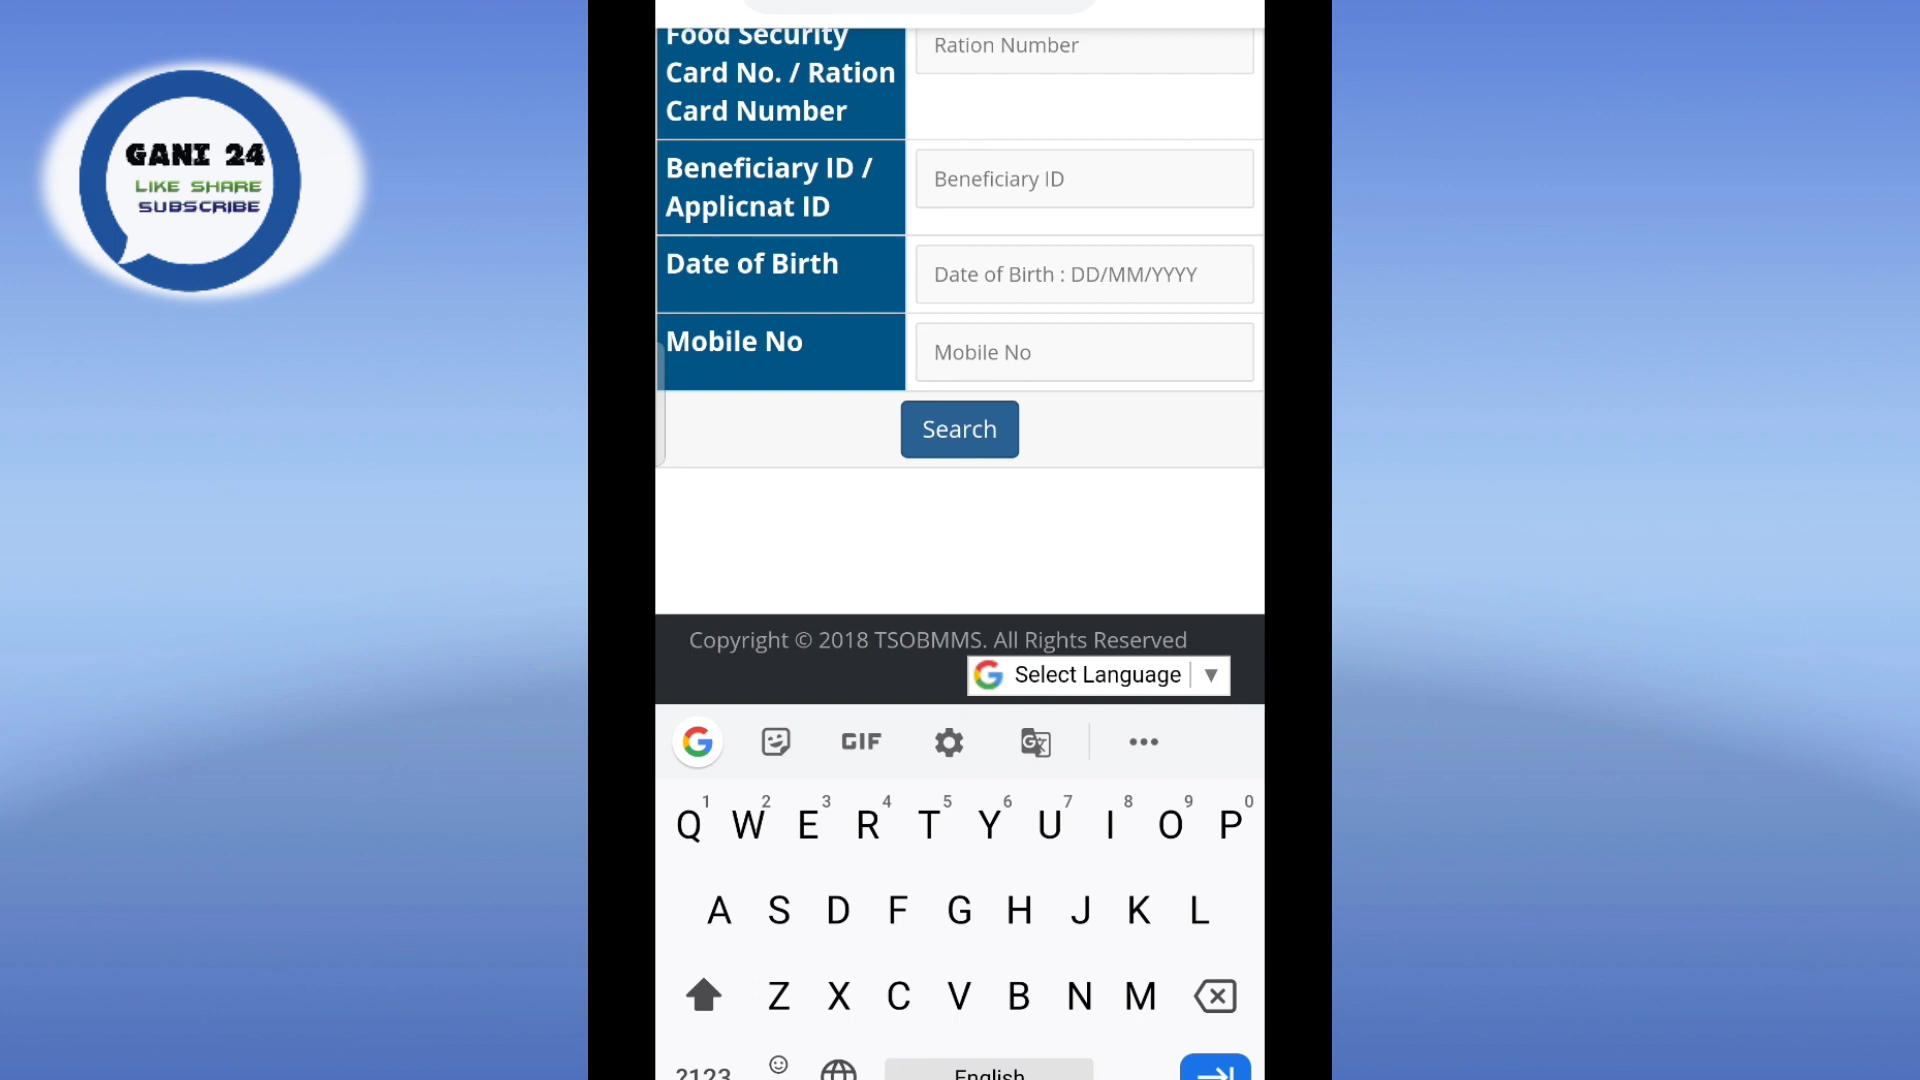 GANI 24
LIKE SHARE
SUBSCRIBE
Food Security
Card No. / Ration
Card Number
Ration Number
Beneficiary ID /
Applicnat ID
Beneficiary ID
Date of Birth
Date of Birth : DD/MM/YYYY
Mobile No
Mobile No
Search
Copyright © 2018 TSOBMMS. All Rights Reserved
G Select Language ▼
G GIF G
1 2 3 4 5 6 7 8 9 0
Q W E R T Y U I O P
A S D F G H J K L
Z X C V B N M
?123 English